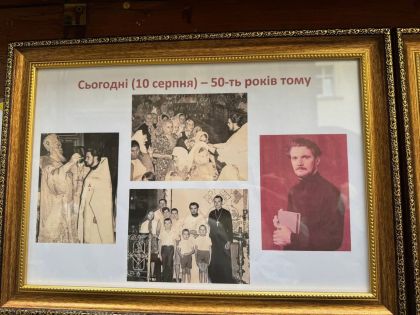 Сьогодні (10 серпня) – 50-ть років тому